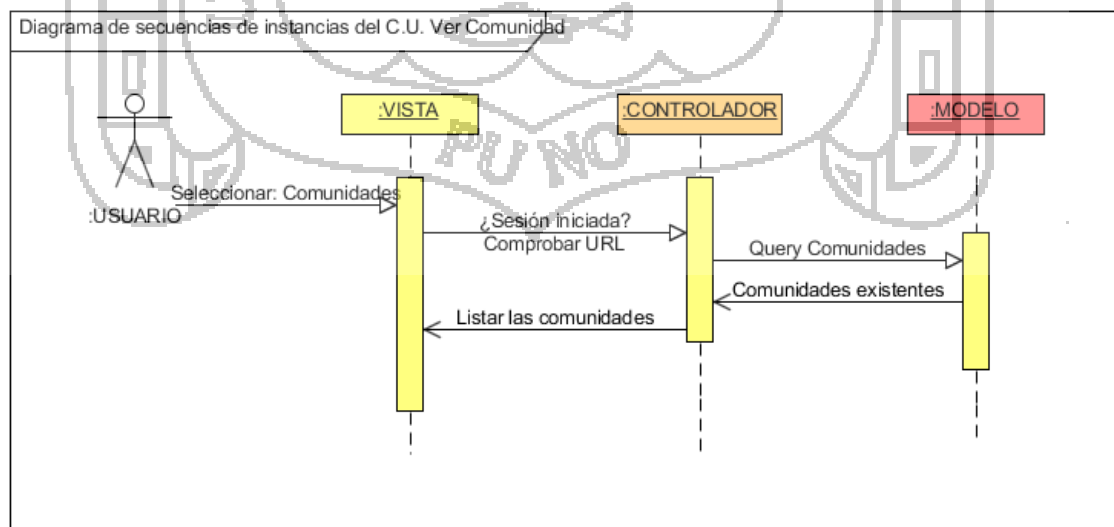 Diagrama de secuencias de instancias del C.U. Ver Comunidad
:VISTA
:CONTROLADOR
:MODELO
PUNO
Seleccionar: Comunidades
:USUARIO
¿Sesión iniciada?
Comprobar URL
Query Comunidades
Comunidades existentes
Listar las comunidades